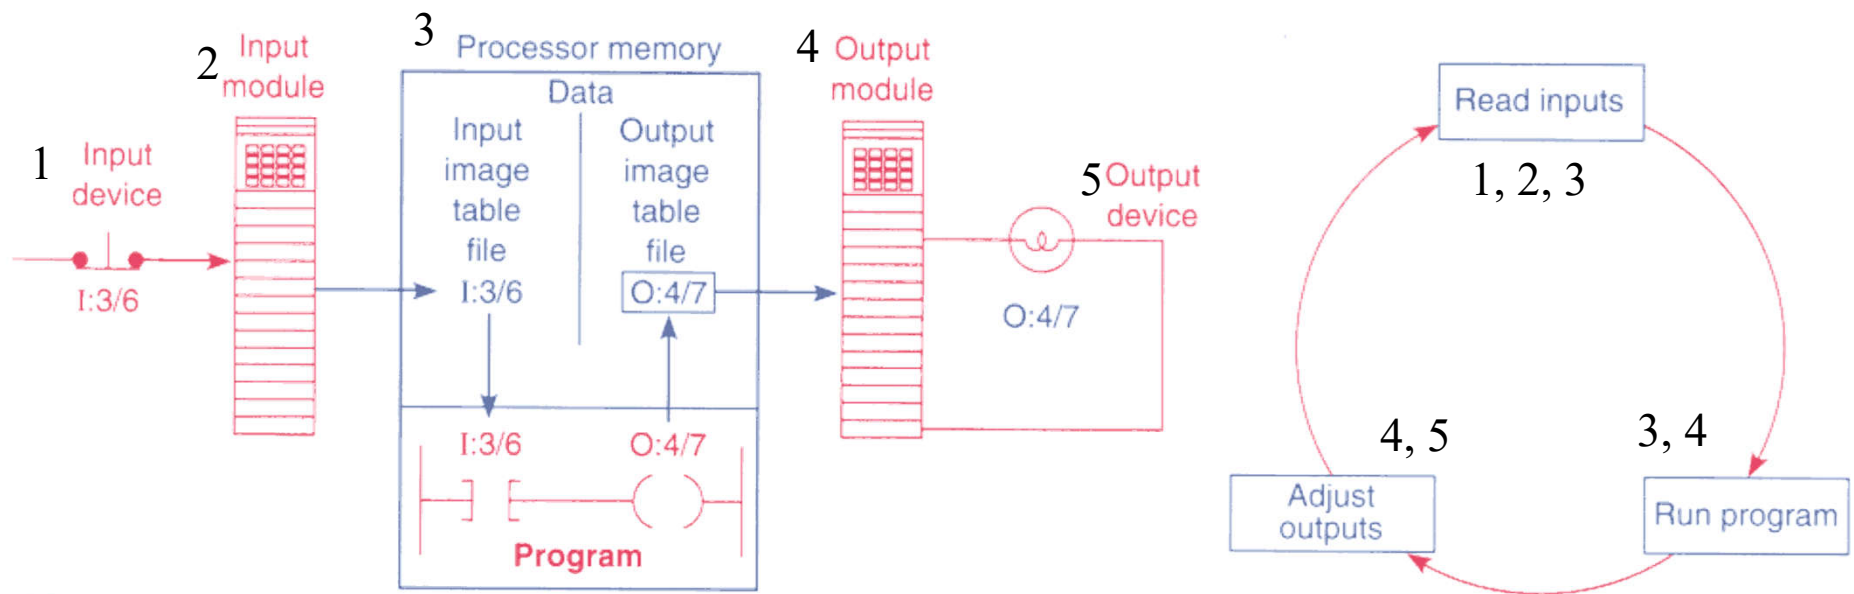 1
Input
device
I:3/6
2
Input
module
3
Processor memory
Data
Input
image
table
file
I:3/6
Output
image
table
file
O:4/7
I:3/6
O:4/7
Program
4
Output
module
5
Output
device
O:4/7
Read inputs
1, 2, 3
3, 4
Run program
4, 5
Adjust
outputs